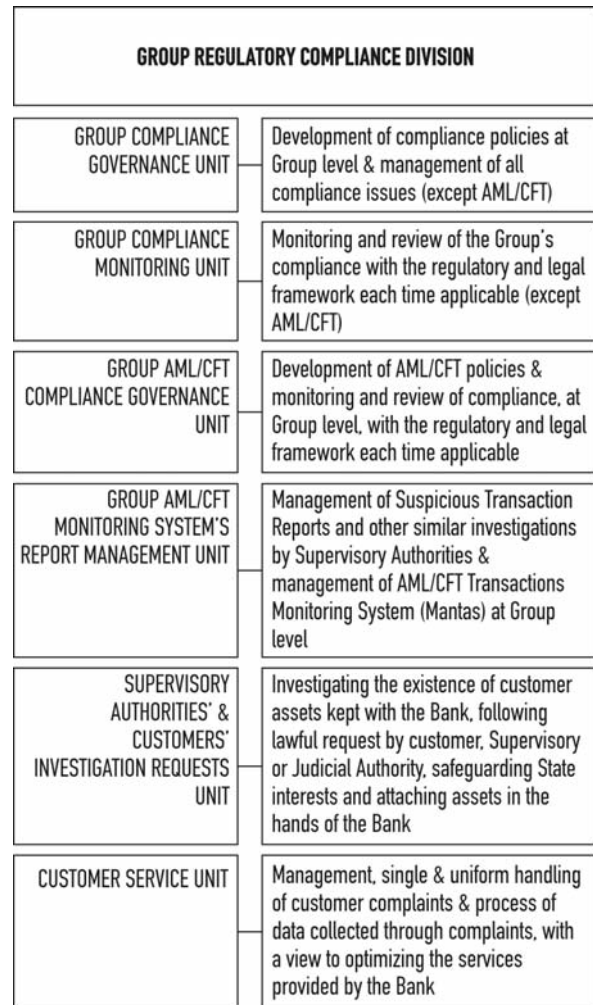 GROUP REGULATORY COMPLIANCE DIVISION
GROUP COMPLIANCE
GOVERNANCE UNIT
Development of compliance policies at
Group level & management of all
compliance issues (except AML/CFT)
GROUP COMPLIANCE
MONITORING UNIT
Monitoring and review of the Group's
compliance with the regulatory and legal
framework each time applicable (except
AML/CFT)
GROUP AML/CFT
COMPLIANCE GOVERNANCE
UNIT
Development of AML/CFT policies &
monitoring and review of compliance, at
Group level, with the regulatory and legal
framework each time applicable
GROUP AML/CFT
MONITORING SYSTEM'S
REPORT MANAGEMENT UNIT
Management of Suspicious Transaction
Reports and other similar investigations
by Supervisory Authorities &
management of AML/CFT Transactions
Monitoring System (Mantas) at Group
level
SUPERVISORY
AUTHORITIES' &
CUSTOMERS'
INVESTIGATION REQUESTS
UNIT
Investigating the existence of customer
assets kept with the Bank, following
lawful request by customer, Supervisory
or Judicial Authority, safeguarding State
interests and attaching assets in the
hands of the Bank
CUSTOMER SERVICE UNIT
Management, single & uniform handling
of customer complaints & process of
data collected through complaints, with
a view to optimizing the services
provided by the Bank